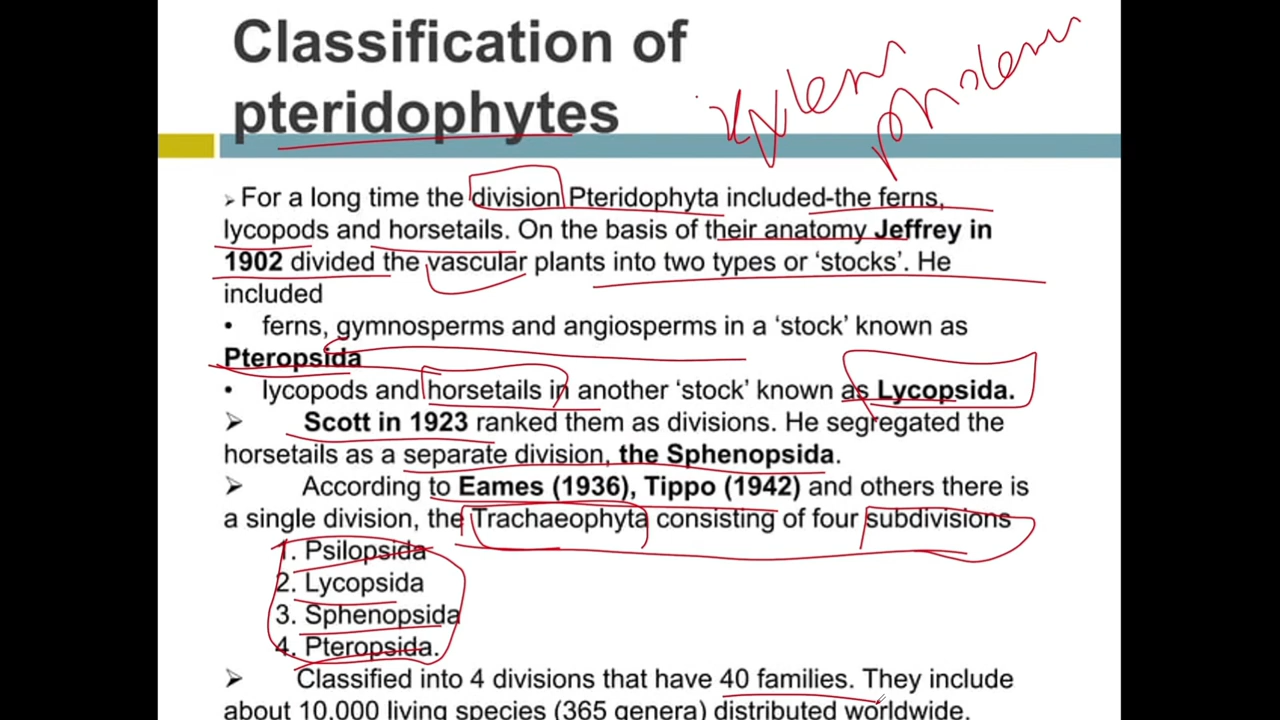 Classification of
pteridophytes
xylem
phloem
➢ For a long time the division Pteridophyta included-the ferns,
lycopods and horsetails. On the basis of their anatomy Jeffrey in
1902 divided the vascular plants into two types or ‘stocks’. He
included
• ferns, gymnosperms and angiosperms in a ‘stock’ known as
Pteropsida
• lycopods and horsetails in another ‘stock’ known as Lycopsida.
➢ Scott in 1923 ranked them as divisions. He segregated the
horsetails as a separate division, the Sphenopsida.
➢ According to Eames (1936), Tippo (1942) and others there is
a single division, the Trachaeophyta consisting of four subdivisions
1. Psilopsida
2. Lycopsida
3. Sphenopsida
4. Pteropsida.
➢ Classified into 4 divisions that have 40 families. They include
about 10,000 living species (365 genera) distributed worldwide.